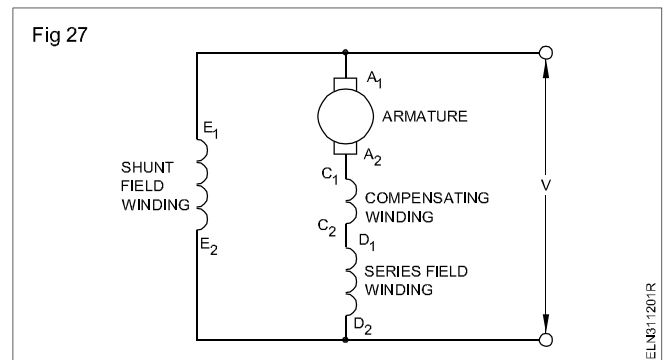 Fig 27
A1
ARMATURE
A2
E1
SHUNT
FIELD
WINDING
E2
C1
COMPENSATING
WINDING
C2
D1
SERIES FIELD
WINDING
D2
V
ELN311201R